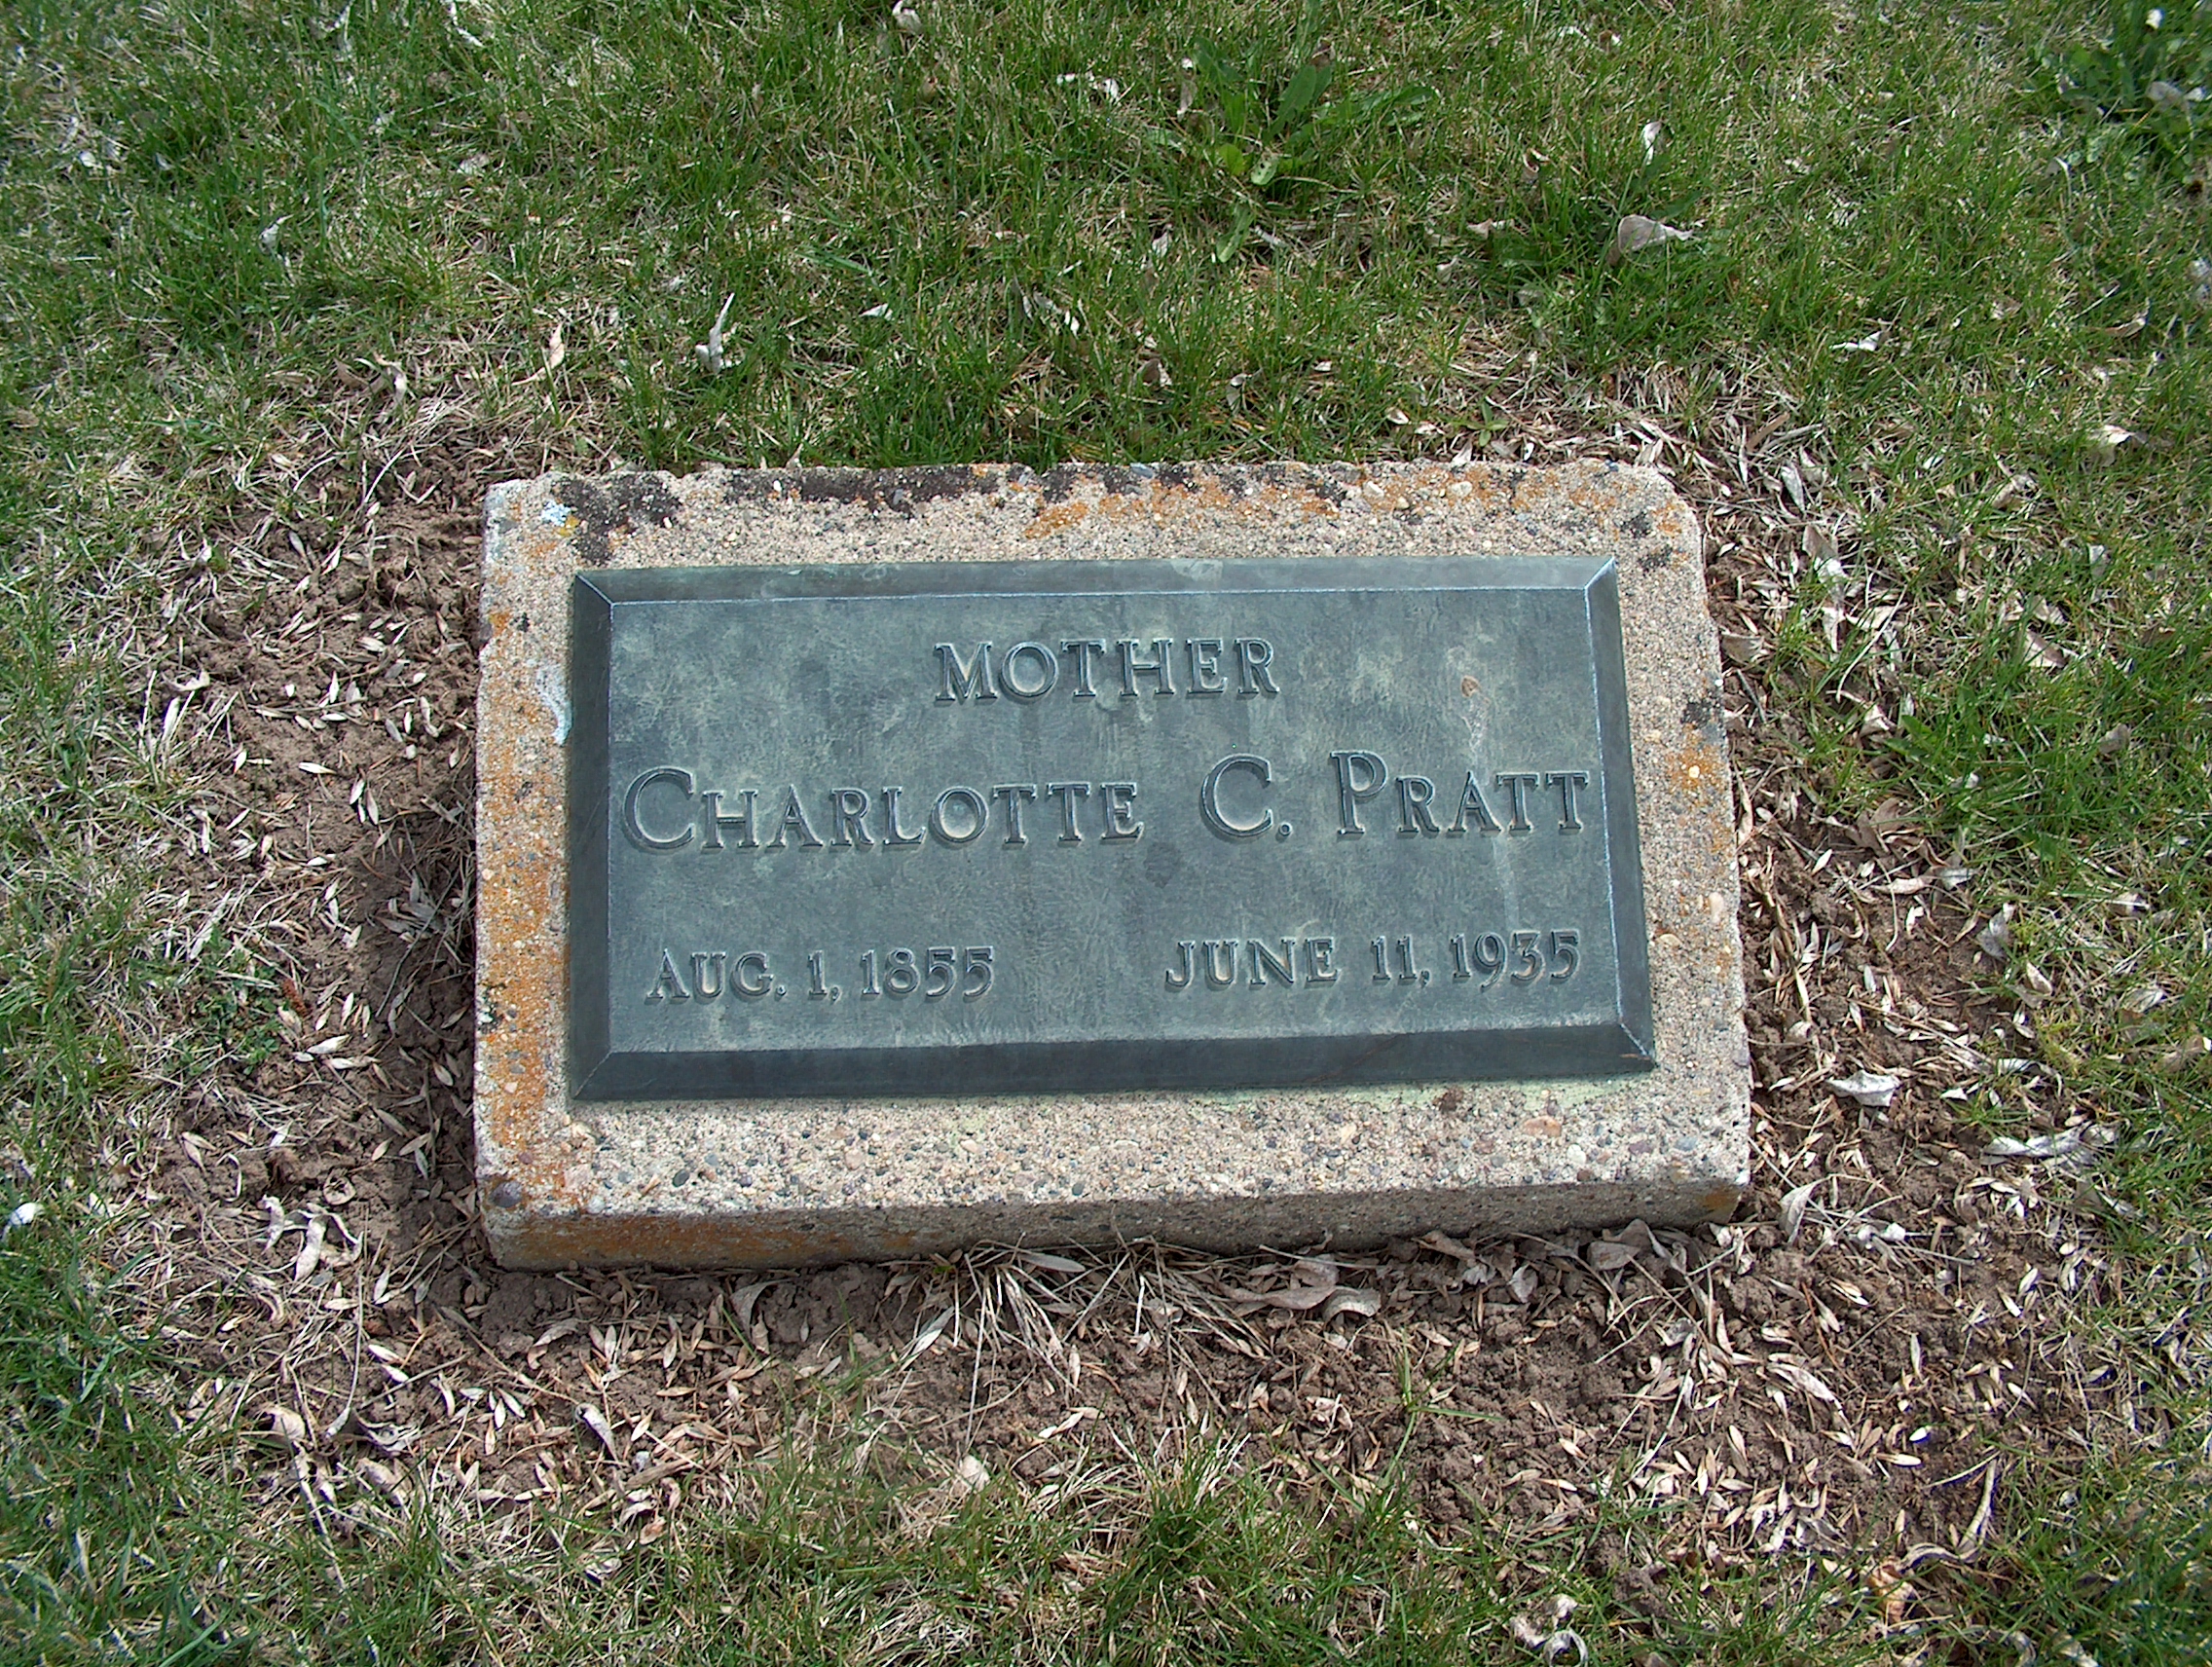 MOTHER
CHARLOTTE C. PRATT
AUG. 1, 1855 JUNE 11, 1935